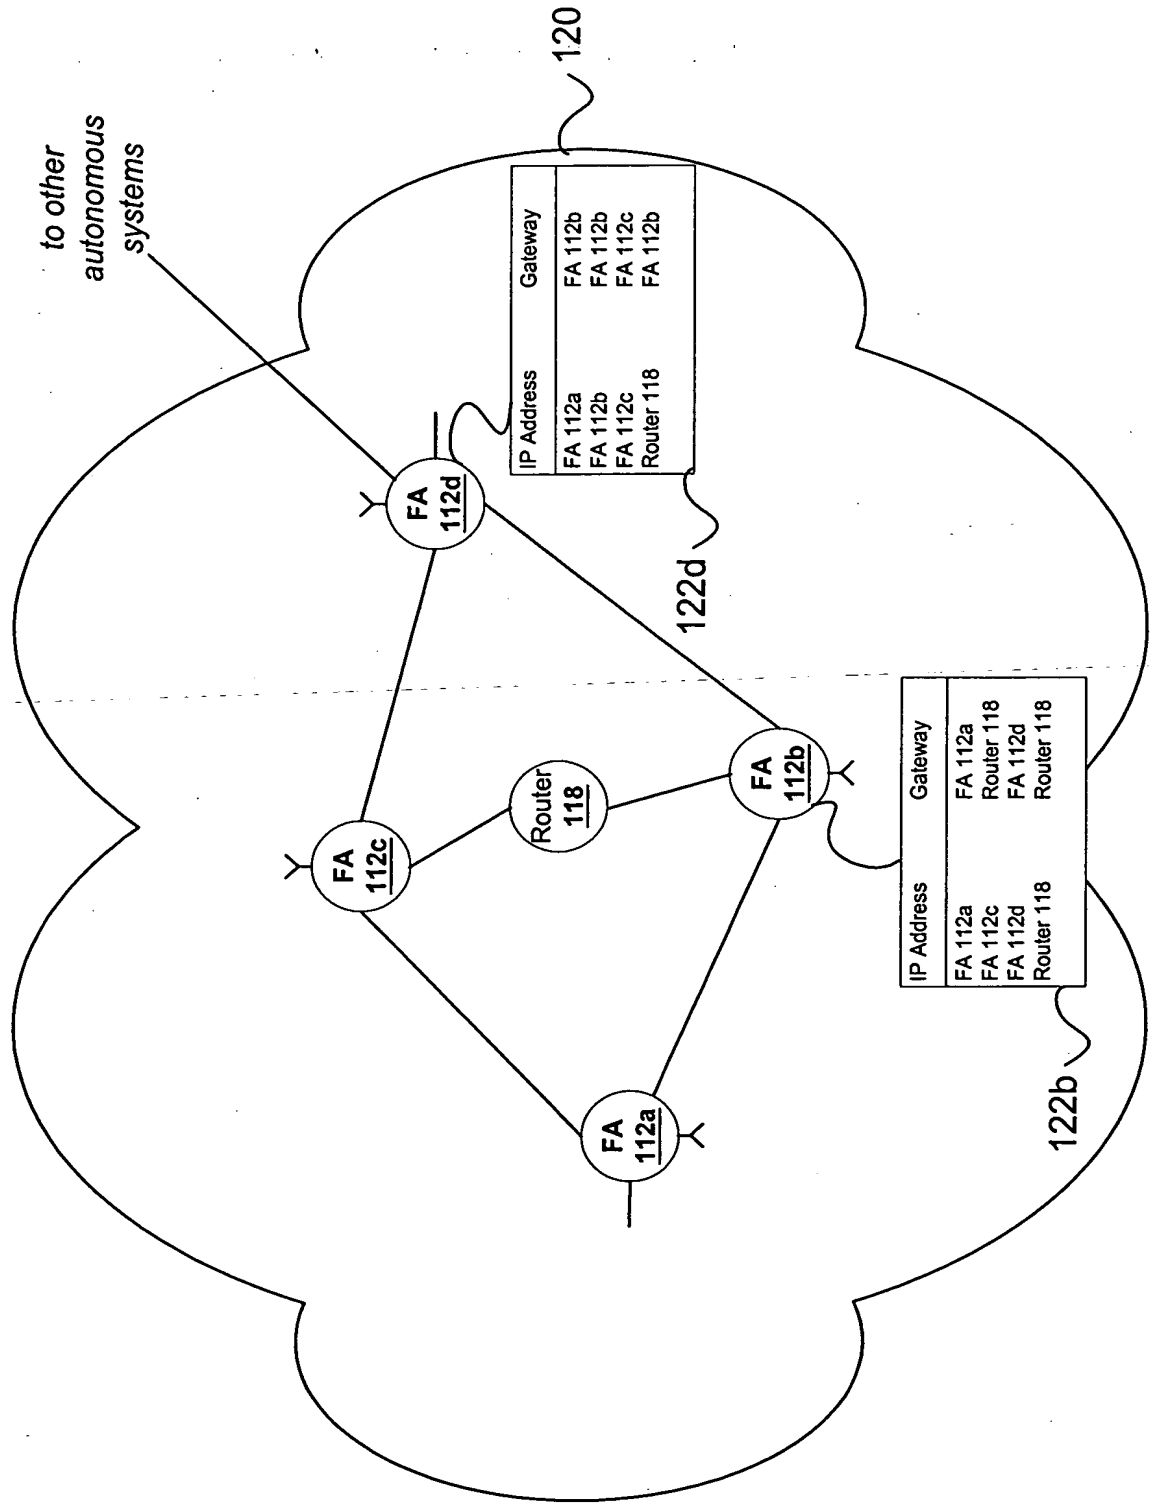 to other
autonomous
systems
120
FA
112d
IP Address Gateway
FA 112a FA 112b
FA 112b FA 112b
FA 112c FA 112c
Router 118 FA 112b
122d
FA
112c
Router
118
FA
112b
IP Address Gateway
FA 112a FA 112a
FA 112c Router 118
FA 112d FA 112d
Router 118 Router 118
122b
FA
112a